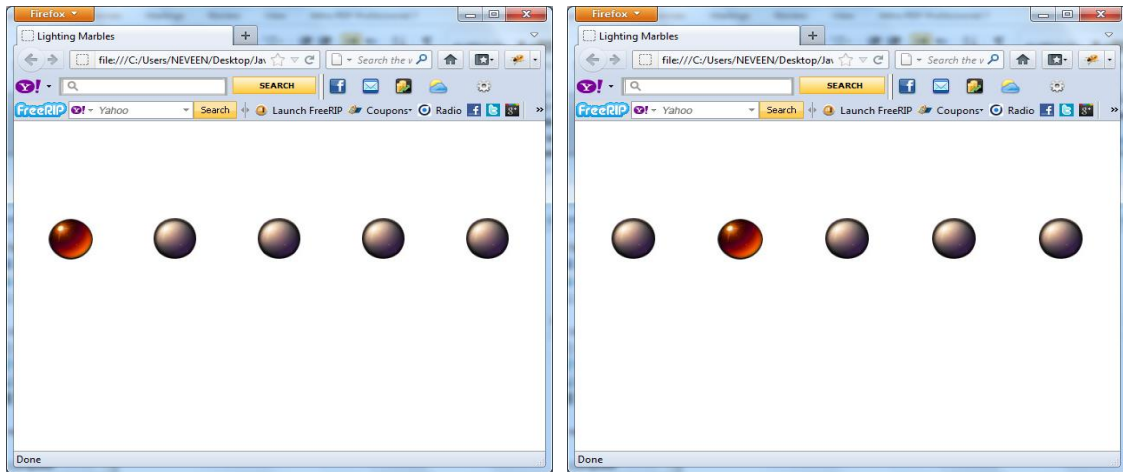 Firefox
Lighting Marbles
file:///C:/Users/NEVEEN/Desktop/Jav
Search the v
Y!
SEARCH
FreeRIP Y! Yahoo Search Launch FreeRIP Coupons Radio
Done
Firefox
Lighting Marbles
file:///C:/Users/NEVEEN/Desktop/Jav
Search the v
Y!
SEARCH
FreeRIP Y! Yahoo Search Launch FreeRIP Coupons Radio
Done